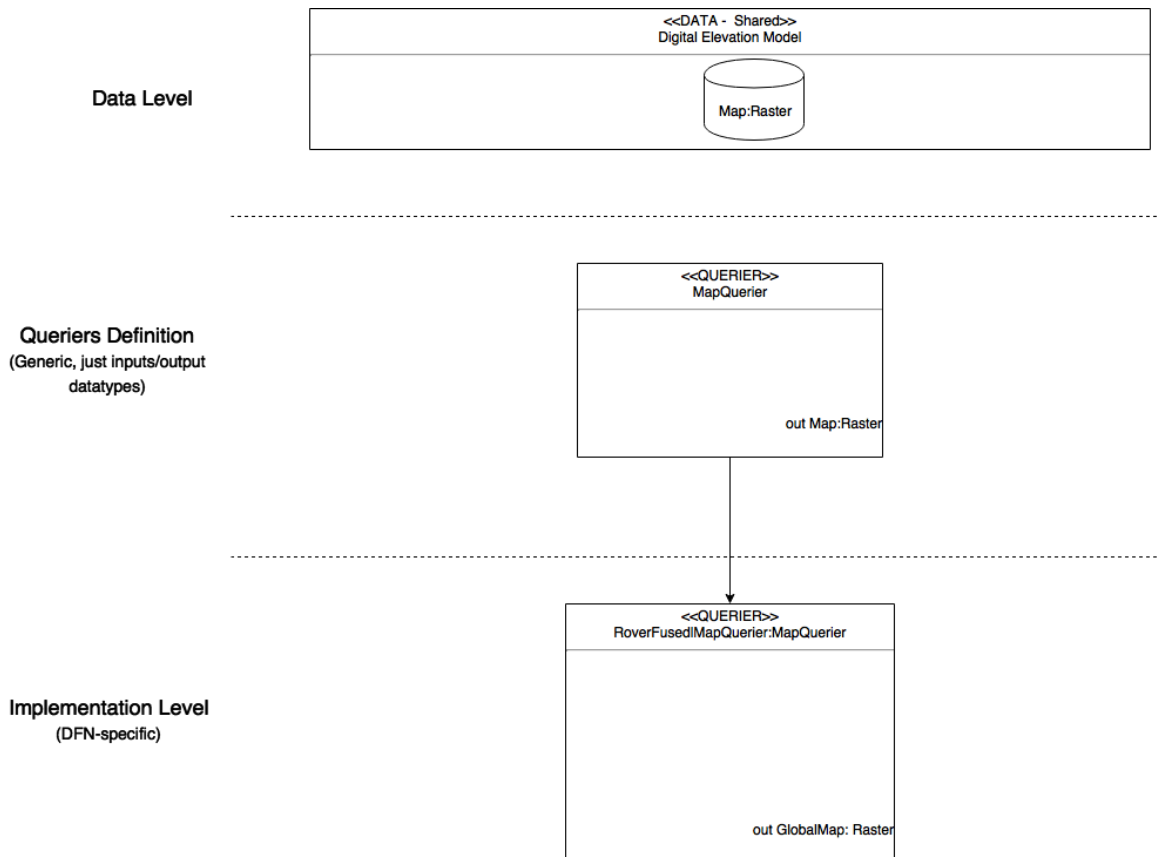 <<DATA -  Shared>>
Digital Elevation Model
Data Level
Map:Raster
<<QUERIER>>
MapQuerier
Queriers Definition
(Generic, just inputs/output
datatypes)
out Map:Raster
<<QUERIER>>
RoverFusedlMapQuerier:MapQuerier
Implementation Level
(DFN-specific)
out GlobalMap: Raster